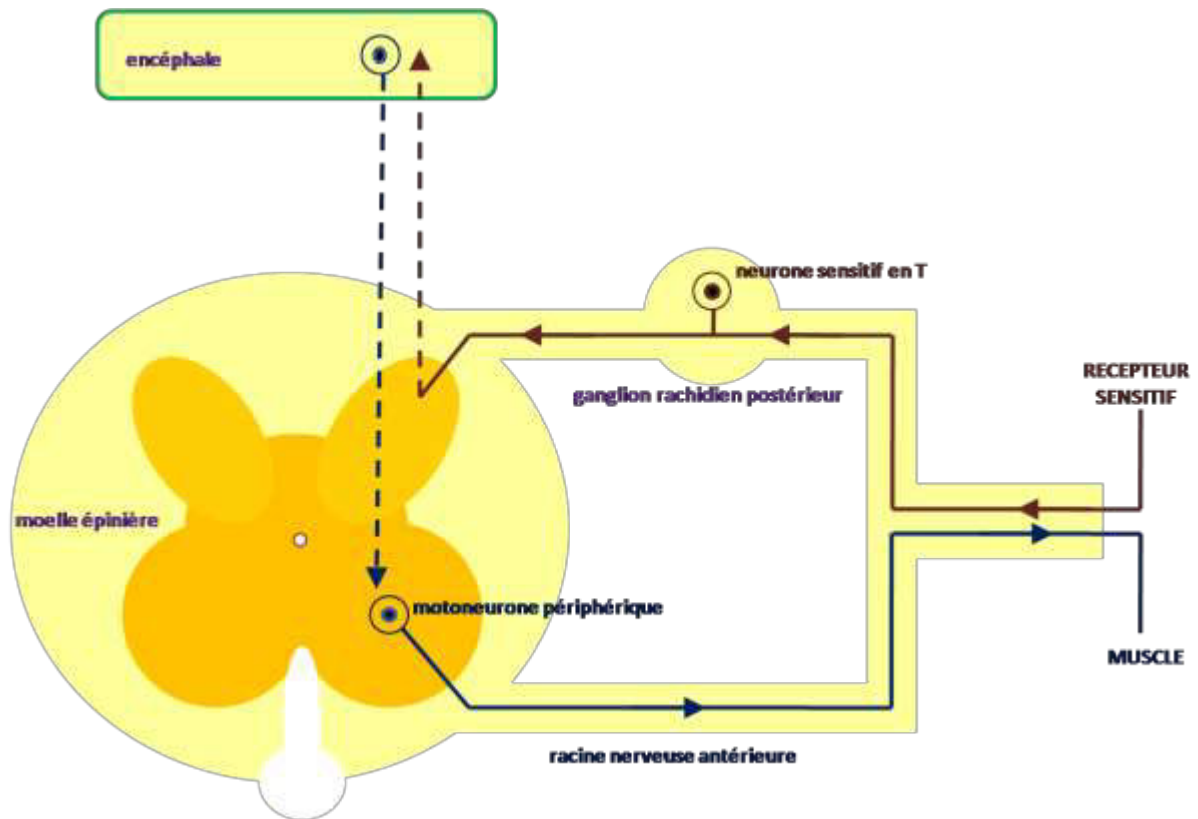 encéphale
neurone sensitif en T
RECEPTEUR
SENSITIF
ganglion rachidien postérieur
moelle épinière
motoneurone périphérique
MUSCLE
racine nerveuse antérieure